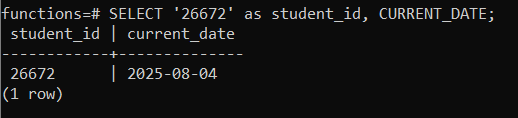 functions=# SELECT '26672' as student_id, CURRENT_DATE;
 student_id | current_date
------------+--------------
 26672      | 2025-08-04
(1 row)